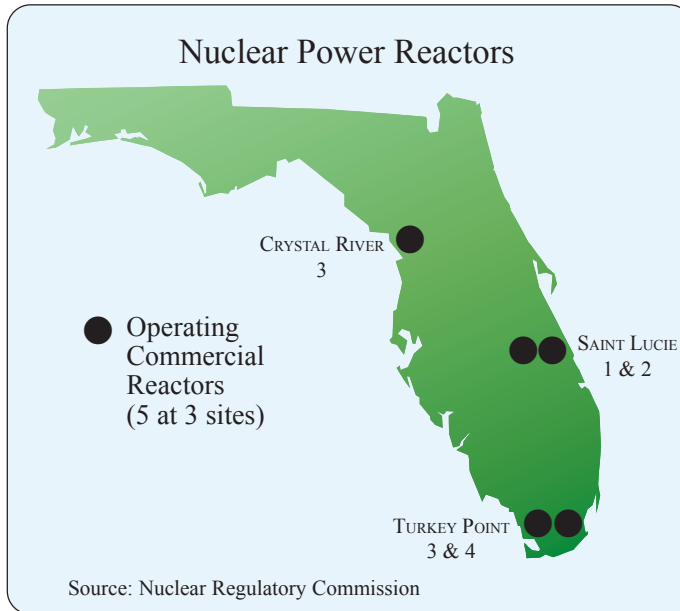 Nuclear Power Reactors
Crystal River
3
Operating
Commercial
Reactors
(5 at 3 sites)
Saint Lucie
1 & 2
Turkey Point
3 & 4
Source: Nuclear Regulatory Commission